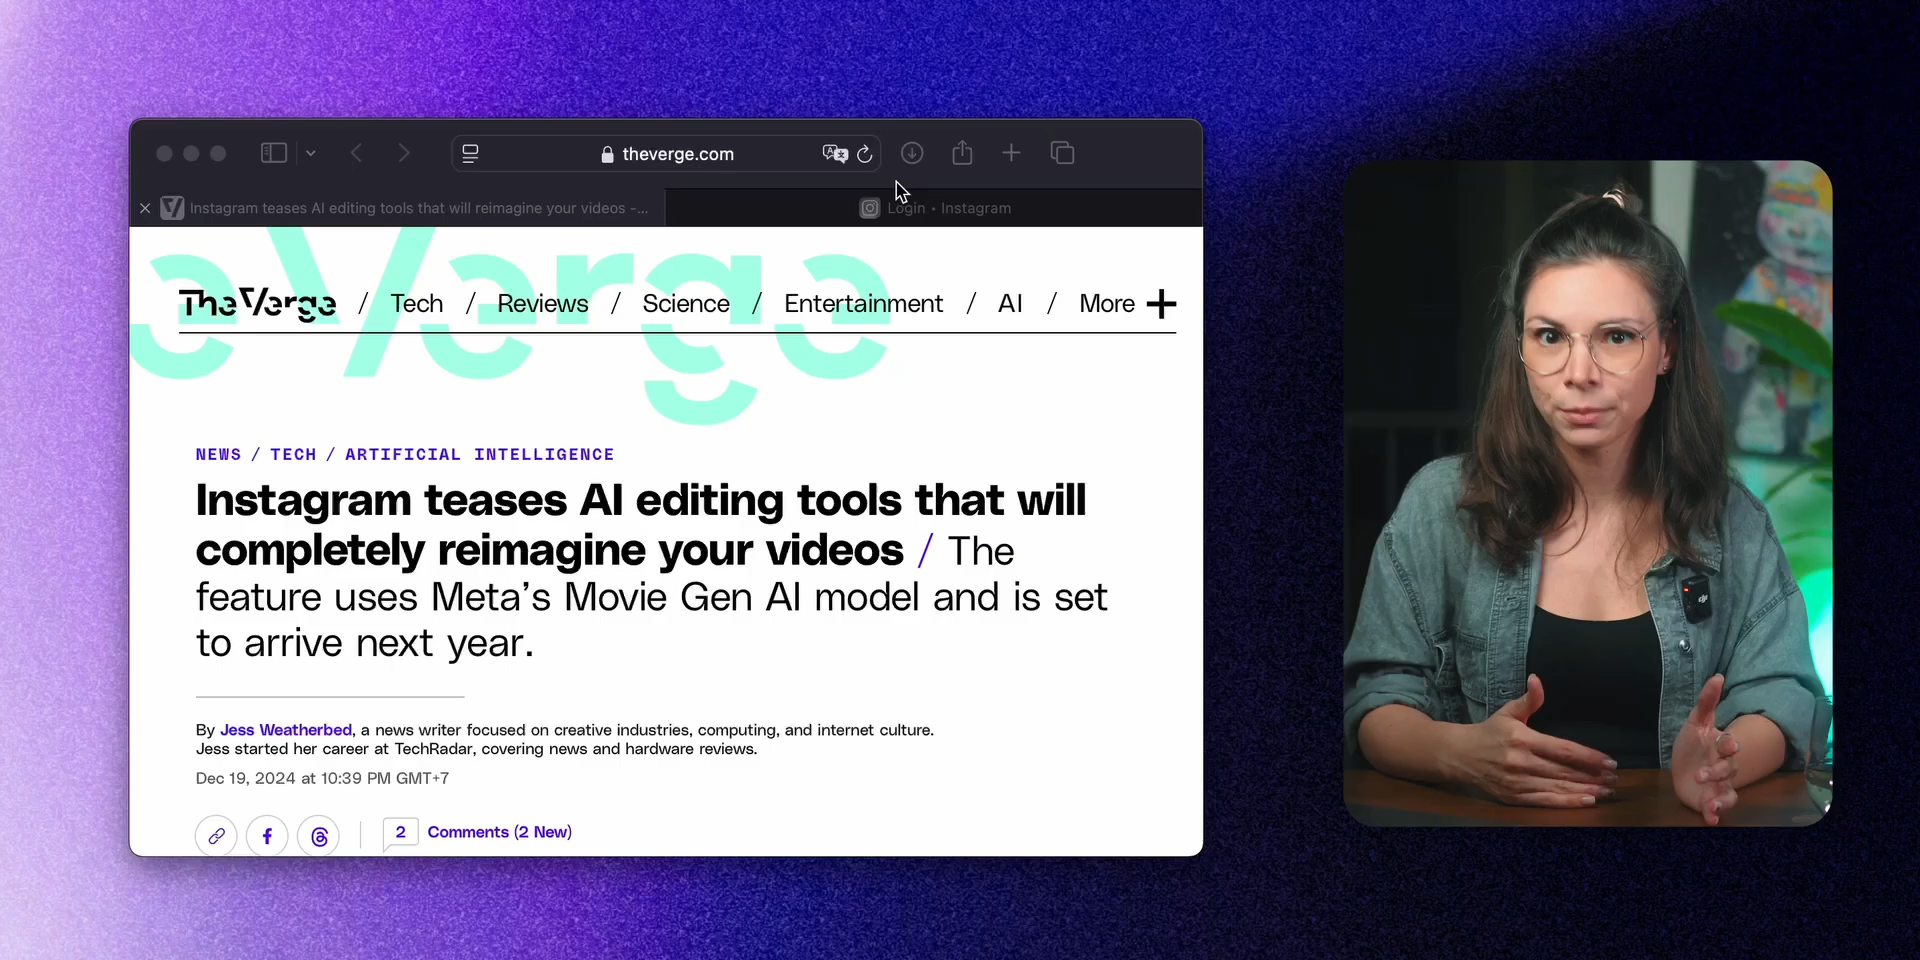 theverge.com
Instagram teases AI editing tools that will reimagine your videos -...
Login • Instagram
eVerge
The Verge / Tech / Reviews / Science / Entertainment / AI / More +
NEWS / TECH / ARTIFICIAL INTELLIGENCE
Instagram teases AI editing tools that will
completely reimagine your videos / The
feature uses Meta’s Movie Gen AI model and is set
to arrive next year.
By Jess Weatherbed, a news writer focused on creative industries, computing, and internet culture.
Jess started her career at TechRadar, covering news and hardware reviews.
Dec 19, 2024 at 10:39 PM GMT+7
2 Comments (2 New)
dji